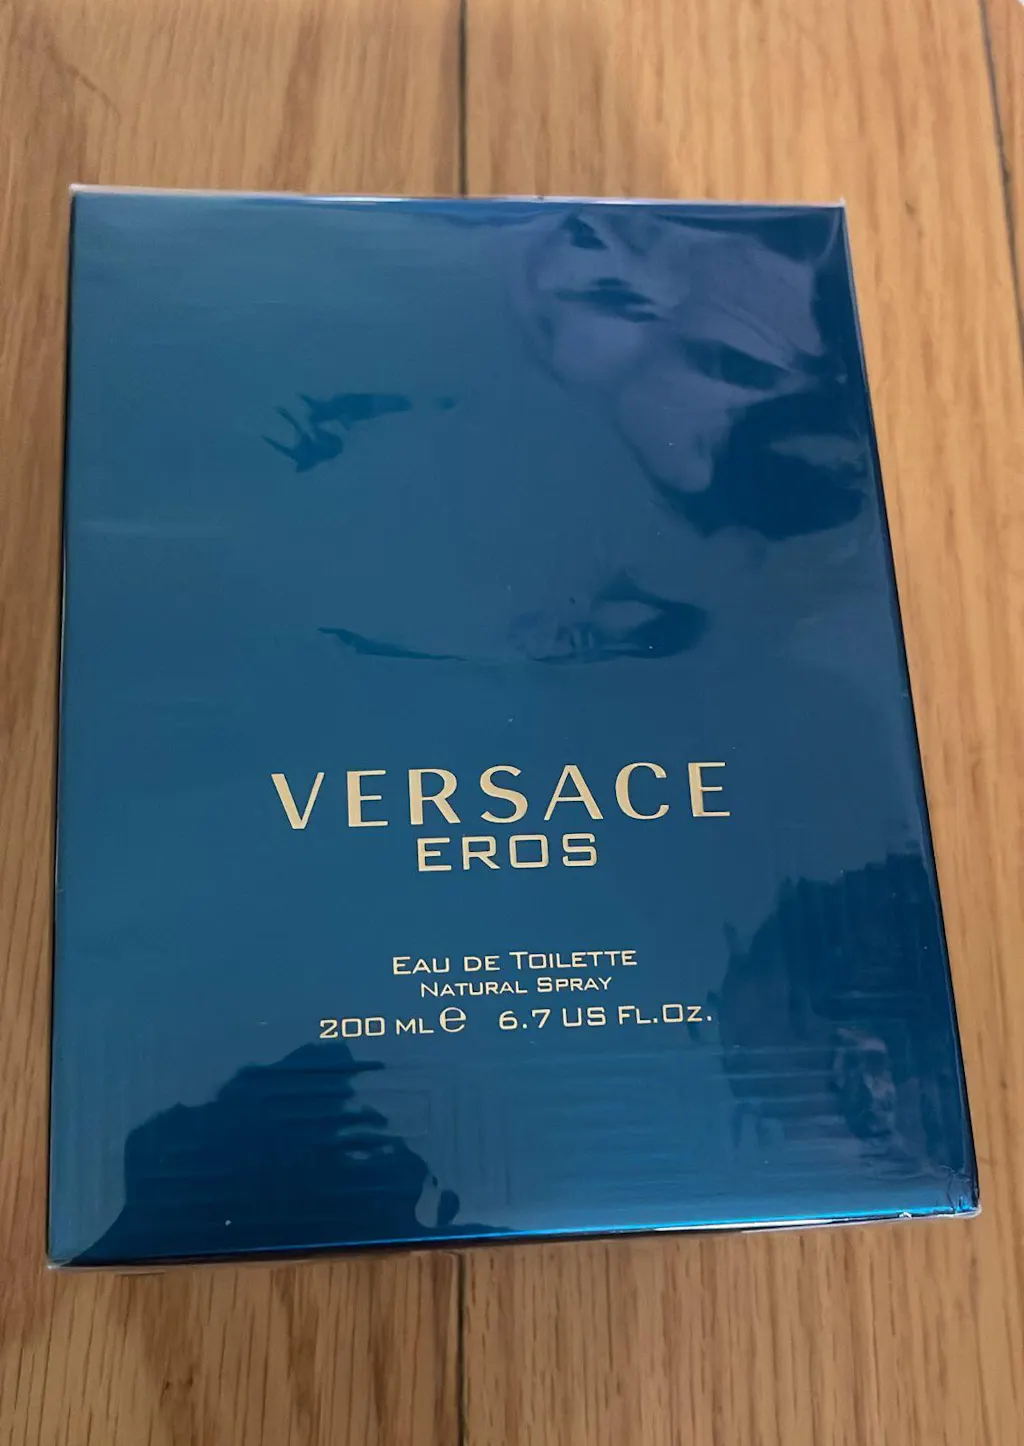 VERSACE
EROS
EAU DE TOILETTE
NATURAL SPRAY
200 ML ℮ 6.7 US FL.OZ.